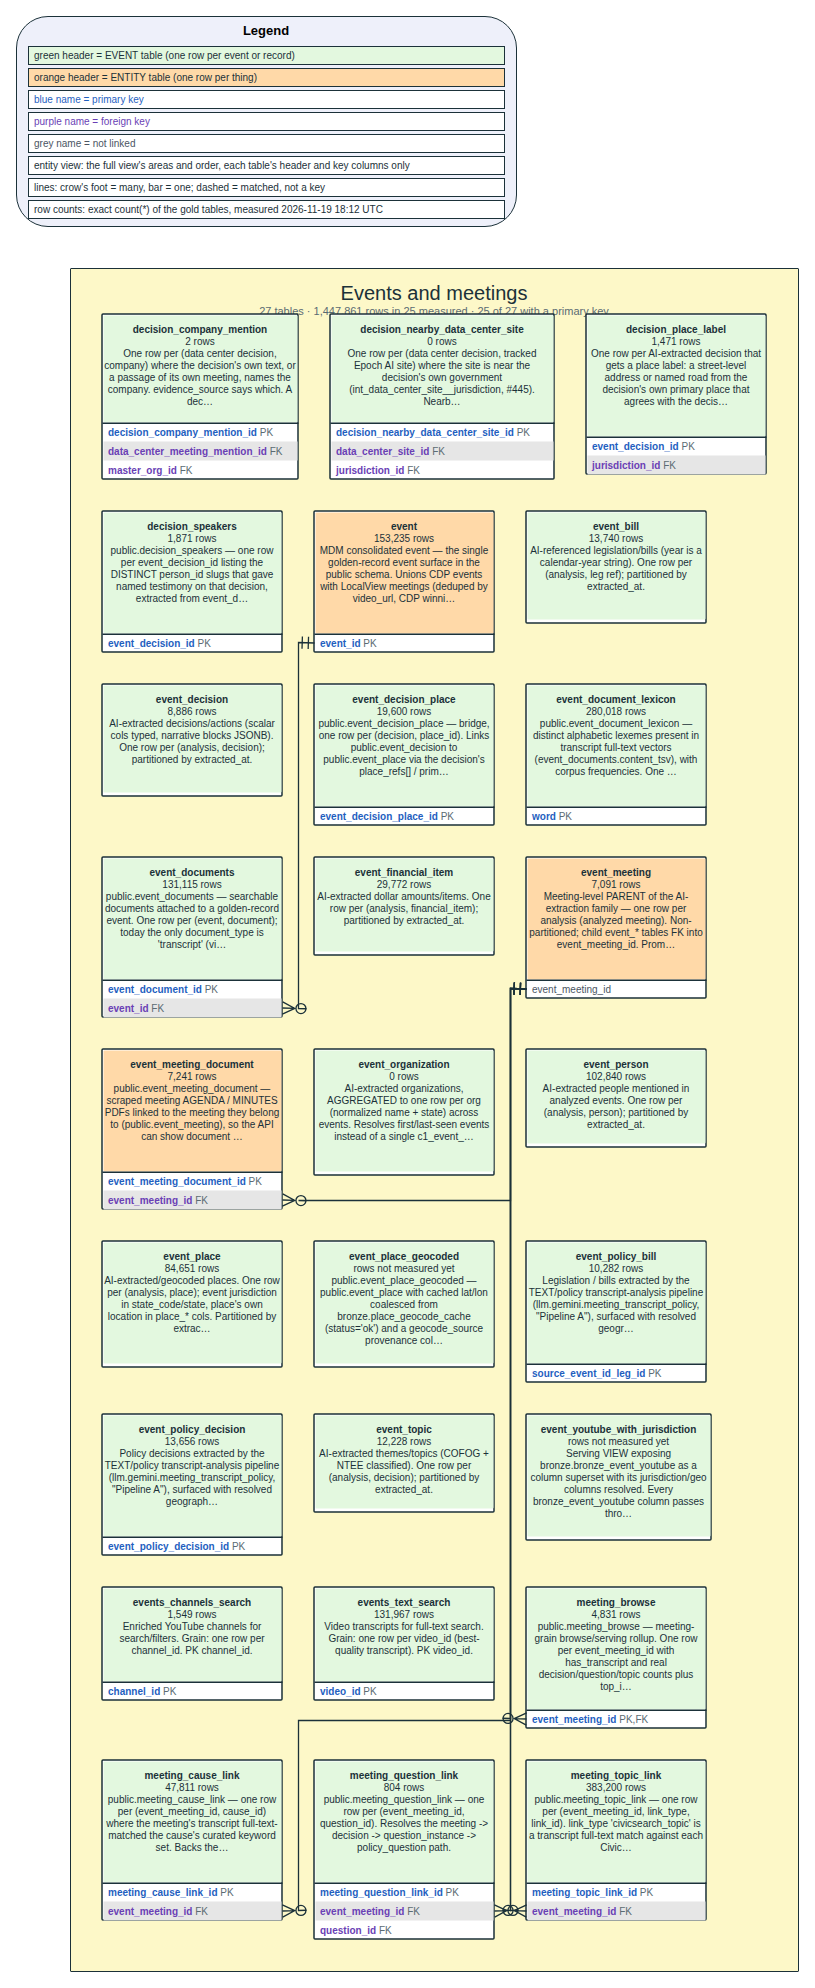 Legend
green header = EVENT table (one row per event or record)
orange header = ENTITY table (one row per thing)
blue name = primary key
purple name = foreign key
grey name = not linked
entity view: the full view's areas and order, each table's header and key columns only
lines: crow's foot = many, bar = one; dashed = matched, not a key
row counts: exact count(*) of the gold tables, measured 2026-11-19 18:12 UTC
Events and meetings
27 tables · 1,447,861 rows in 25 measured · 25 of 27 with a primary key
decision_company_mention
2 rows
One row per (data center decision,
company) where the decision's own text, or
a passage of its own meeting, names the
company. evidence_source says which. A
dec…
decision_company_mention_id PK
data_center_meeting_mention_id FK
master_org_id FK
decision_nearby_data_center_site
0 rows
One row per (data center decision, tracked
Epoch AI site) where the site is near the
decision's own government
(int_data_center_site__jurisdiction, #445).
Nearb…
decision_nearby_data_center_site_id PK
data_center_site_id FK
jurisdiction_id FK
decision_place_label
1,471 rows
One row per AI-extracted decision that
gets a place label: a street-level
address or named road from the
decision's own primary place that
agrees with the decis…
event_decision_id PK
jurisdiction_id FK
decision_speakers
1,871 rows
public.decision_speakers — one row
per event_decision_id listing the
DISTINCT person_id slugs that gave
named testimony on that decision,
extracted from event_d…
event_decision_id PK
event
153,235 rows
MDM consolidated event — the single
golden-record event surface in the
public schema. Unions CDP events
with LocalView meetings (deduped by
video_url, CDP winni…
event_id PK
event_bill
13,740 rows
AI-referenced legislation/bills (year is a
calendar-year string). One row per
(analysis, leg ref); partitioned by
extracted_at.
event_decision
8,886 rows
AI-extracted decisions/actions (scalar
cols typed, narrative blocks JSONB).
One row per (analysis, decision);
partitioned by extracted_at.
event_decision_place
19,600 rows
public.event_decision_place — bridge,
one row per (decision, place_id). Links
public.event_decision to
public.event_place via the decision's
place_refs[] / prim…
event_decision_place_id PK
event_document_lexicon
280,018 rows
public.event_document_lexicon —
distinct alphabetic lexemes present in
transcript full-text vectors
(event_documents.content_tsv), with
corpus frequencies. One …
word PK
event_documents
131,115 rows
public.event_documents — searchable
documents attached to a golden-record
event. One row per (event, document);
today the only document_type is
'transcript' (vi…
event_document_id PK
event_id FK
event_financial_item
29,772 rows
AI-extracted dollar amounts/items. One
row per (analysis, financial_item);
partitioned by extracted_at.
event_meeting
7,091 rows
Meeting-level PARENT of the AI-
extraction family — one row per
analysis (analyzed meeting). Non-
partitioned; child event_* tables FK into
event_meeting_id. Prom…
event_meeting_id
event_meeting_document
7,241 rows
public.event_meeting_document —
scraped meeting AGENDA / MINUTES
PDFs linked to the meeting they belong
to (public.event_meeting), so the API
can show document …
event_meeting_document_id PK
event_meeting_id FK
event_organization
0 rows
AI-extracted organizations,
AGGREGATED to one row per org
(normalized name + state) across
events. Resolves first/last-seen events
instead of a single c1_event_…
event_person
102,840 rows
AI-extracted people mentioned in
analyzed events. One row per
(analysis, person); partitioned by
extracted_at.
event_place
84,651 rows
AI-extracted/geocoded places. One row
per (analysis, place); event jurisdiction
in state_code/state, place's own
location in place_* cols. Partitioned by
extrac…
event_place_geocoded
rows not measured yet
public.event_place_geocoded —
public.event_place with cached lat/lon
coalesced from
bronze.place_geocode_cache
(status='ok') and a geocode_source
provenance col…
event_policy_bill
10,282 rows
Legislation / bills extracted by the
TEXT/policy transcript-analysis pipeline
(llm.gemini.meeting_transcript_policy,
"Pipeline A"), surfaced with resolved
geogr…
source_event_id_leg_id PK
event_policy_decision
13,656 rows
Policy decisions extracted by the
TEXT/policy transcript-analysis pipeline
(llm.gemini.meeting_transcript_policy,
"Pipeline A"), surfaced with resolved
geograph…
event_policy_decision_id PK
event_topic
12,228 rows
AI-extracted themes/topics (COFOG +
NTEE classified). One row per
(analysis, decision); partitioned by
extracted_at.
event_youtube_with_jurisdiction
rows not measured yet
Serving VIEW exposing
bronze.bronze_event_youtube as a
column superset with its jurisdiction/geo
columns resolved. Every
bronze_event_youtube column passes
thro…
events_channels_search
1,549 rows
Enriched YouTube channels for
search/filters. Grain: one row per
channel_id. PK channel_id.
channel_id PK
events_text_search
131,967 rows
Video transcripts for full-text search.
Grain: one row per video_id (best-
quality transcript). PK video_id.
video_id PK
meeting_browse
4,831 rows
public.meeting_browse — meeting-
grain browse/serving rollup. One row
per event_meeting_id with
has_transcript and real
decision/question/topic counts plus
top_i…
event_meeting_id PK,FK
meeting_cause_link
47,811 rows
public.meeting_cause_link — one row
per (event_meeting_id, cause_id)
where the meeting's transcript full-text-
matched the cause's curated keyword
set. Backs the…
meeting_cause_link_id PK
event_meeting_id FK
meeting_question_link
804 rows
public.meeting_question_link — one
row per (event_meeting_id,
question_id). Resolves the meeting ->
decision -> question_instance ->
policy_question path.
meeting_question_link_id PK
event_meeting_id FK
question_id FK
meeting_topic_link
383,200 rows
public.meeting_topic_link — one row
per (event_meeting_id, link_type,
link_id). link_type 'civicsearch_topic' is
a transcript full-text match against each
Civic…
meeting_topic_link_id PK
event_meeting_id FK